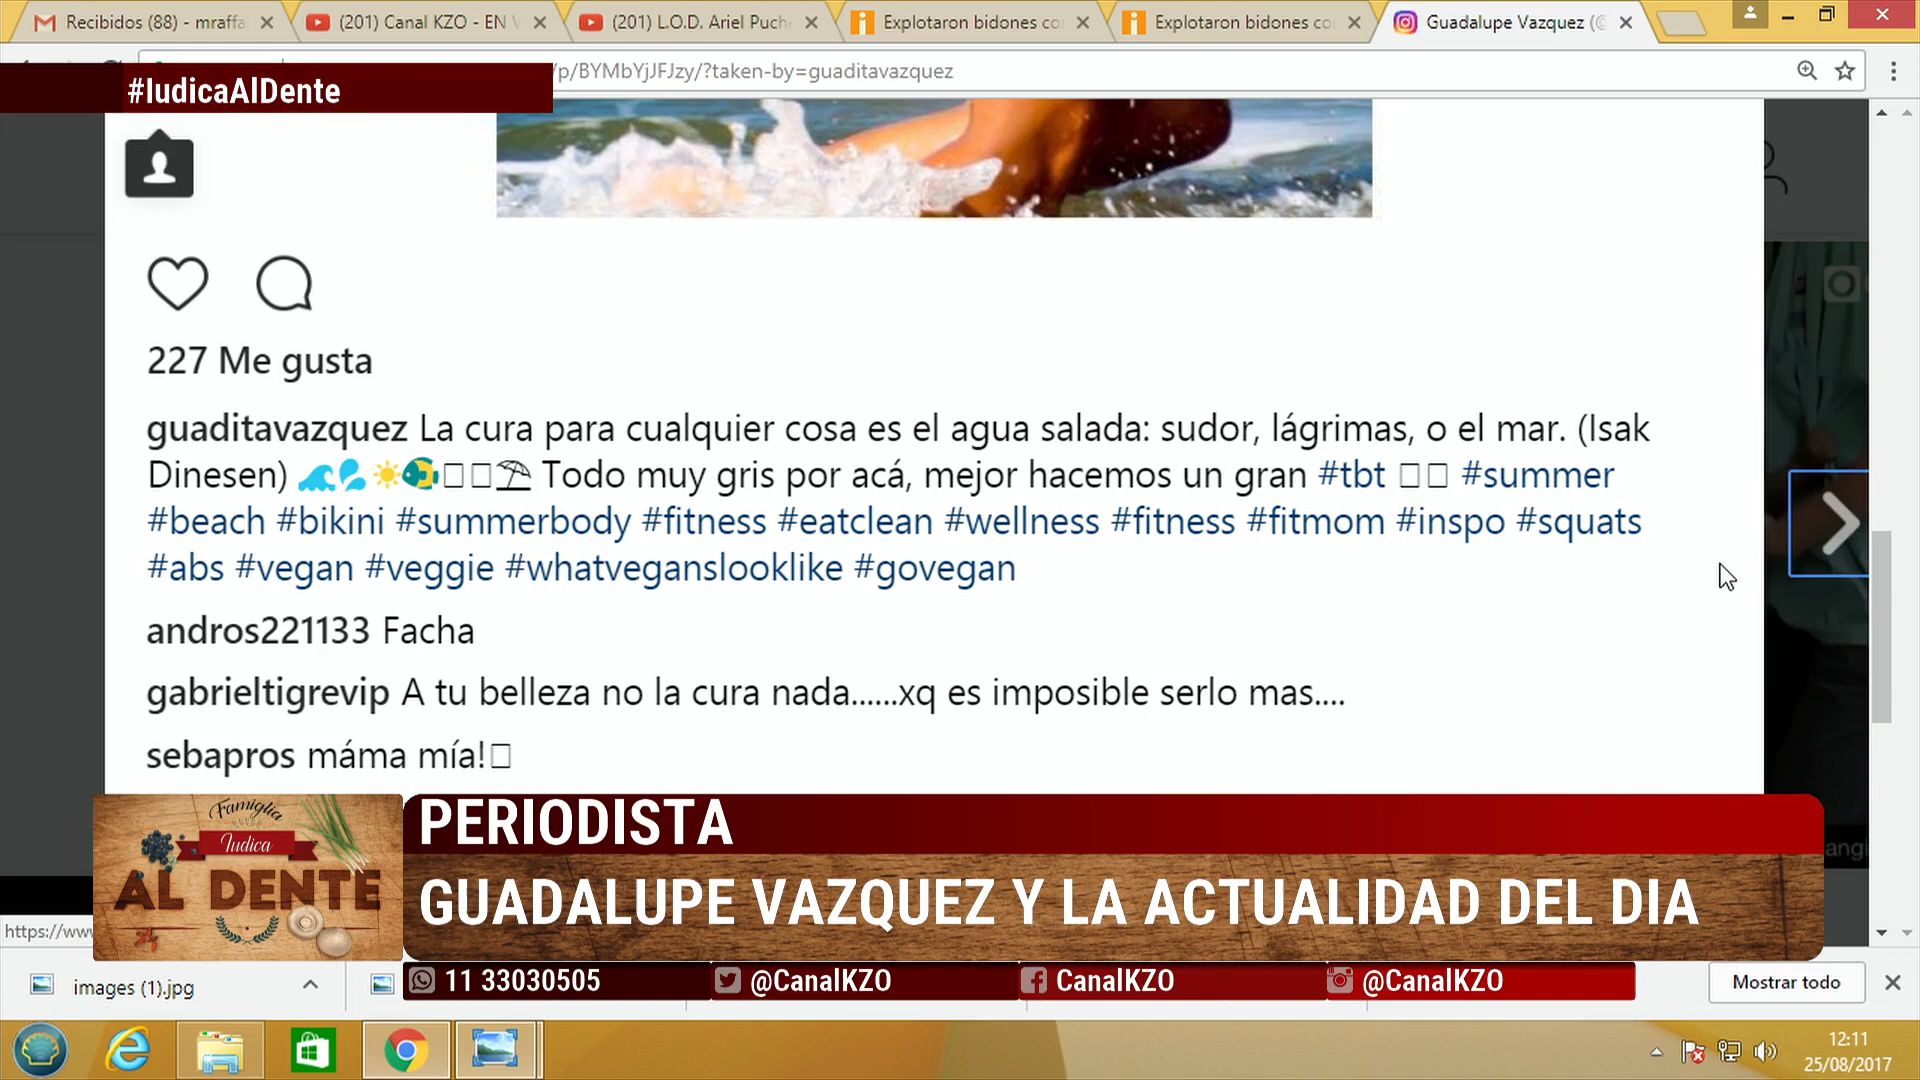 Recibidos (88) - mraffa
(201) Canal KZO - EN V
(201) L.O.D. Ariel Puch
Explotaron bidones co
Explotaron bidones co
Guadalupe Vazquez (@
/p/BYMbYjJFJzy/?taken-by=guaditavazquez
#IudicaAlDente
227 Me gusta
guaditavazquez La cura para cualquier cosa es el agua salada: sudor, lágrimas, o el mar. (Isak
Dinesen) 🌊💦☀️🐠□□⛱ Todo muy gris por acá, mejor hacemos un gran #tbt □□ #summer
#beach #bikini #summerbody #fitness #eatclean #wellness #fitness #fitmom #inspo #squats
#abs #vegan #veggie #whatveganslooklike #govegan
andros221133 Facha
gabrieltigrevip A tu belleza no la cura nada......xq es imposible serlo mas....
sebapros máma mía!□
Famiglia
Iudica
AL DENTE
PERIODISTA
GUADALUPE VAZQUEZ Y LA ACTUALIDAD DEL DIA
angi
https://www
images (1).jpg
11 33030505
@CanalKZO
CanalKZO
@CanalKZO
Mostrar todo
12:11
25/08/2017